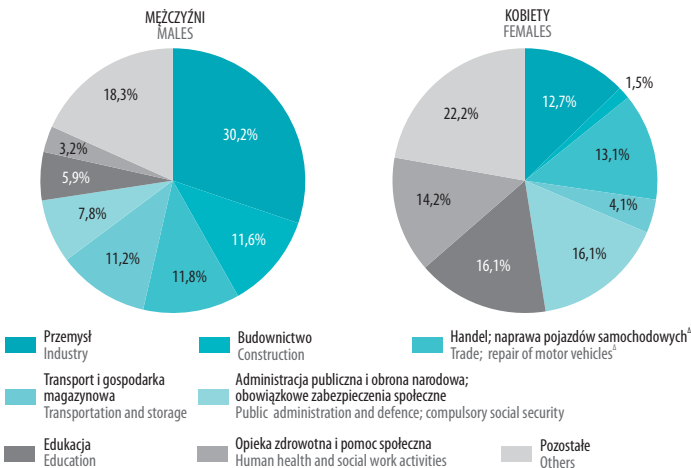 MĘŻCZYŹNI
MALES
18,3%
30,2%
3,2%
5,9%
7,8%
11,2%
11,8%
11,6%
KOBIETY
FEMALES
1,5%
12,7%
22,2%
13,1%
14,2%
4,1%
16,1%
16,1%
Przemysł
Industry
Budownictwo
Construction
Handel; naprawa pojazdów samochodowych^Δ
Trade; repair of motor vehicles^Δ
Transport i gospodarka
magazynowa
Transportation and storage
Administracja publiczna i obrona narodowa;
obowiązkowe zabezpieczenia społeczne
Public administration and defence; compulsory social security
Edukacja
Education
Opieka zdrowotna i pomoc społeczna
Human health and social work activities
Pozostałe
Others